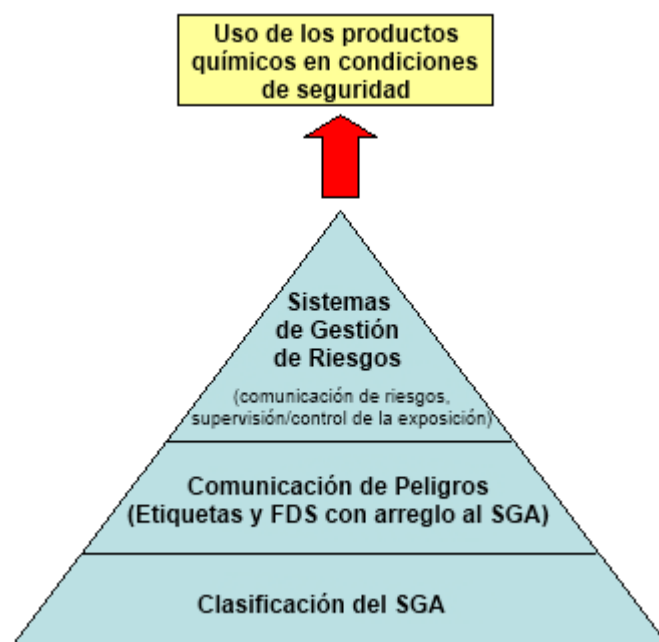 Uso de los productos
químicos en condiciones
de seguridad
Sistemas
de Gestión
de Riesgos
(comunicación de riesgos,
supervisión/control de la exposición)
Comunicación de Peligros
(Etiquetas y FDS con arreglo al SGA)
Clasificación del SGA